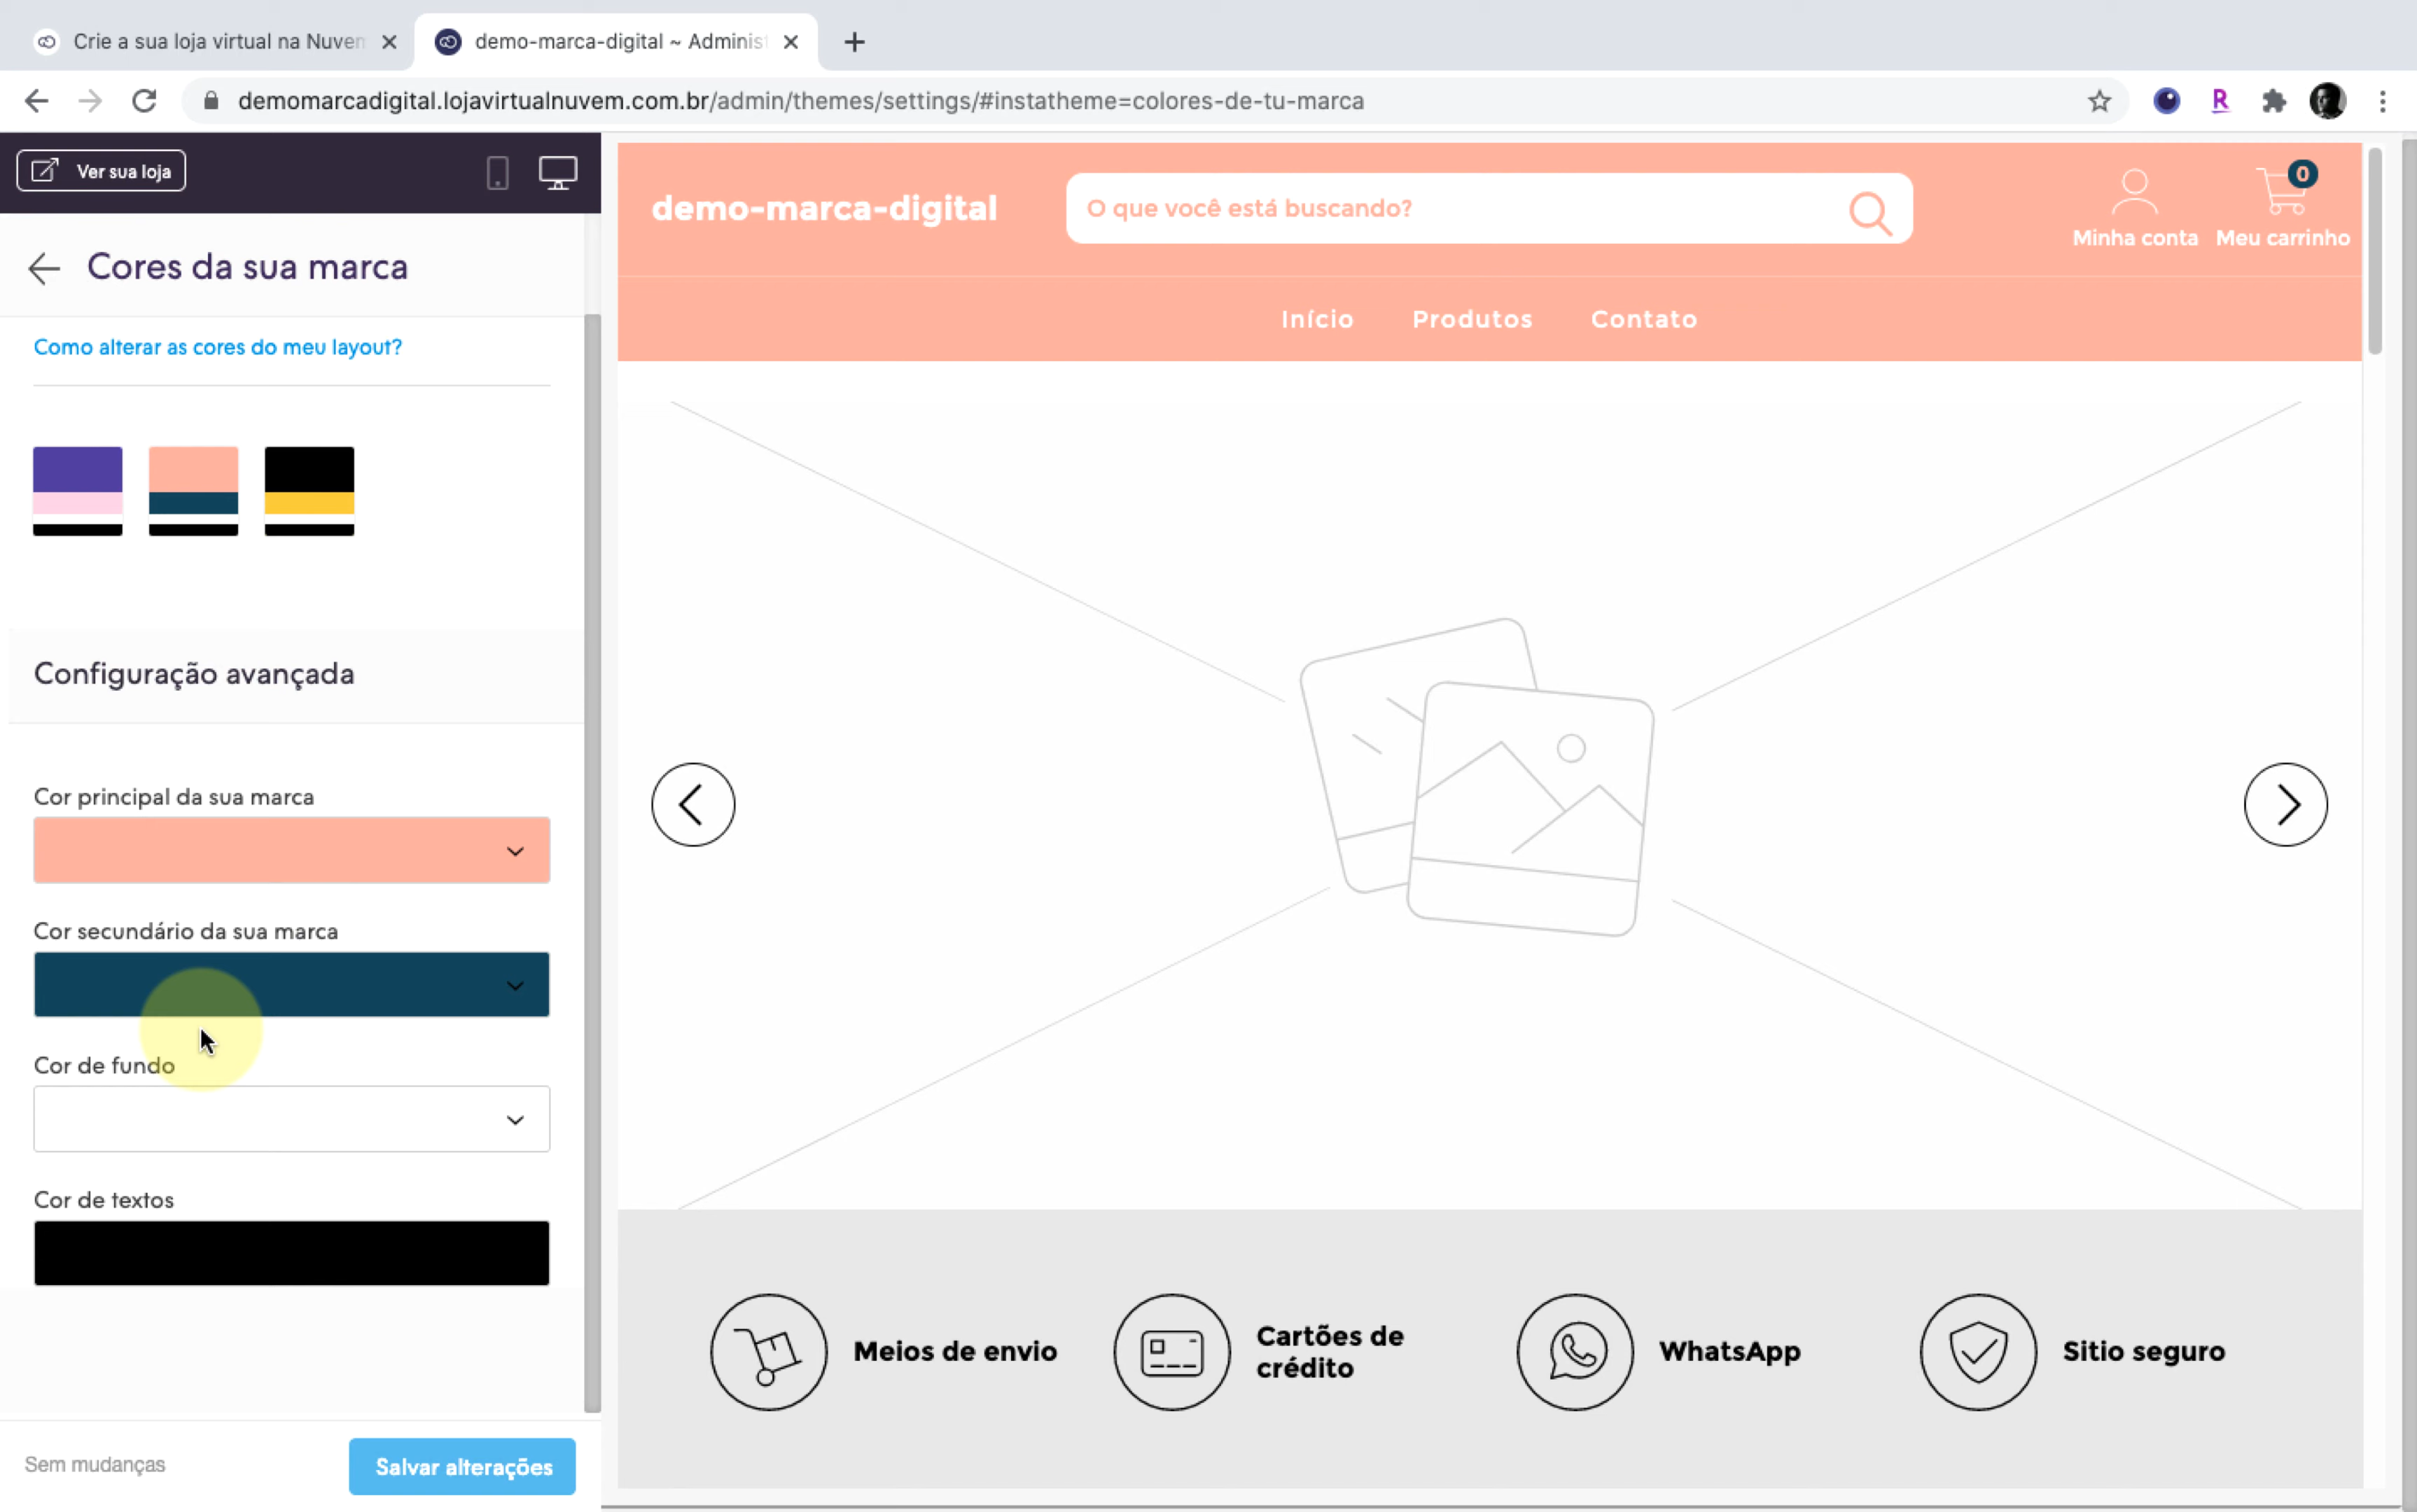 Crie a sua loja virtual na Nuven
demo-marca-digital ~ Adminis
demomarcadigital.lojavirtualnuvem.com.br/admin/themes/settings/#instatheme=colores-de-tu-marca
R
Ver sua loja
Cores da sua marca
Como alterar as cores do meu layout?
Configuração avançada
Cor principal da sua marca
Cor secundário da sua marca
Cor de fundo
Cor de textos
Sem mudanças
Salvar alterações
demo-marca-digital
O que você está buscando?
Minha conta
0
Meu carrinho
Início Produtos Contato
Meios de envio
Cartões de
crédito
WhatsApp
Sitio seguro